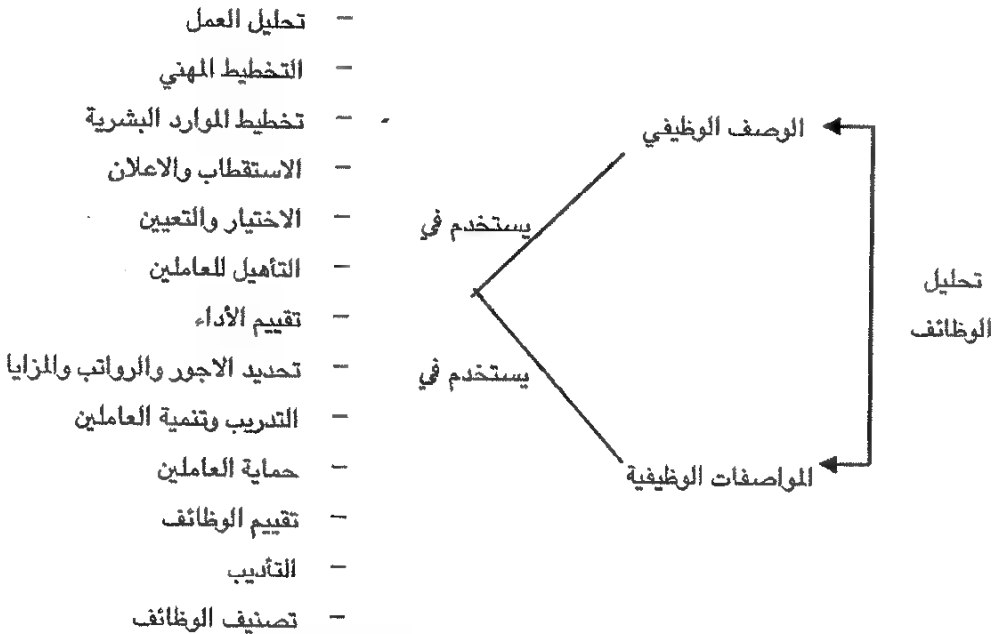 تحليل
الوظائف
الوصف الوظيفي
المواصفات الوظيفية
يستخدم في
يستخدم في
- تحليل العمل
- التخطيط المهني
- تخطيط الموارد البشرية
- الاستقطاب والاعلان
- الاختيار والتعيين
- التأهيل للعاملين
- تقييم الأداء
- تحديد الاجور والرواتب والمزايا
- التدريب وتنمية العاملين
- حماية العاملين
- تقييم الوظائف
- التأديب
- تصنيف الوظائف